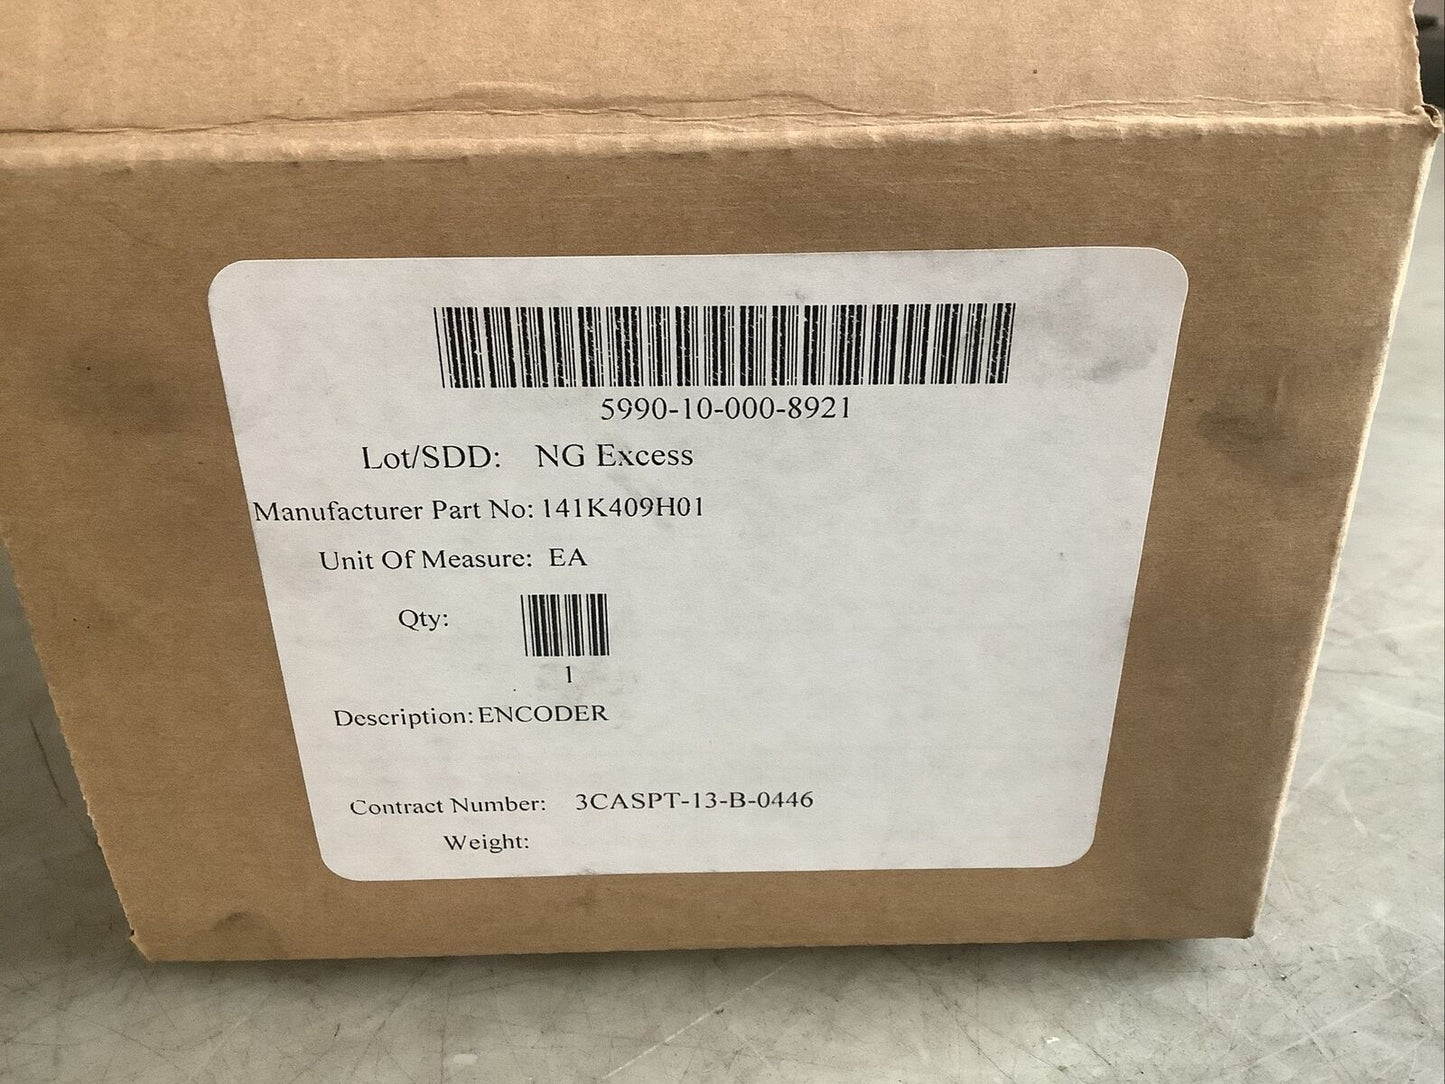 5990-10-000-8921
Lot/SDD: NG Excess
Manufacturer Part No: 141K409H01
Unit Of Measure: EA
Qty:
1
Description: ENCODER
Contract Number: 3CASPT-13-B-0446
Weight: